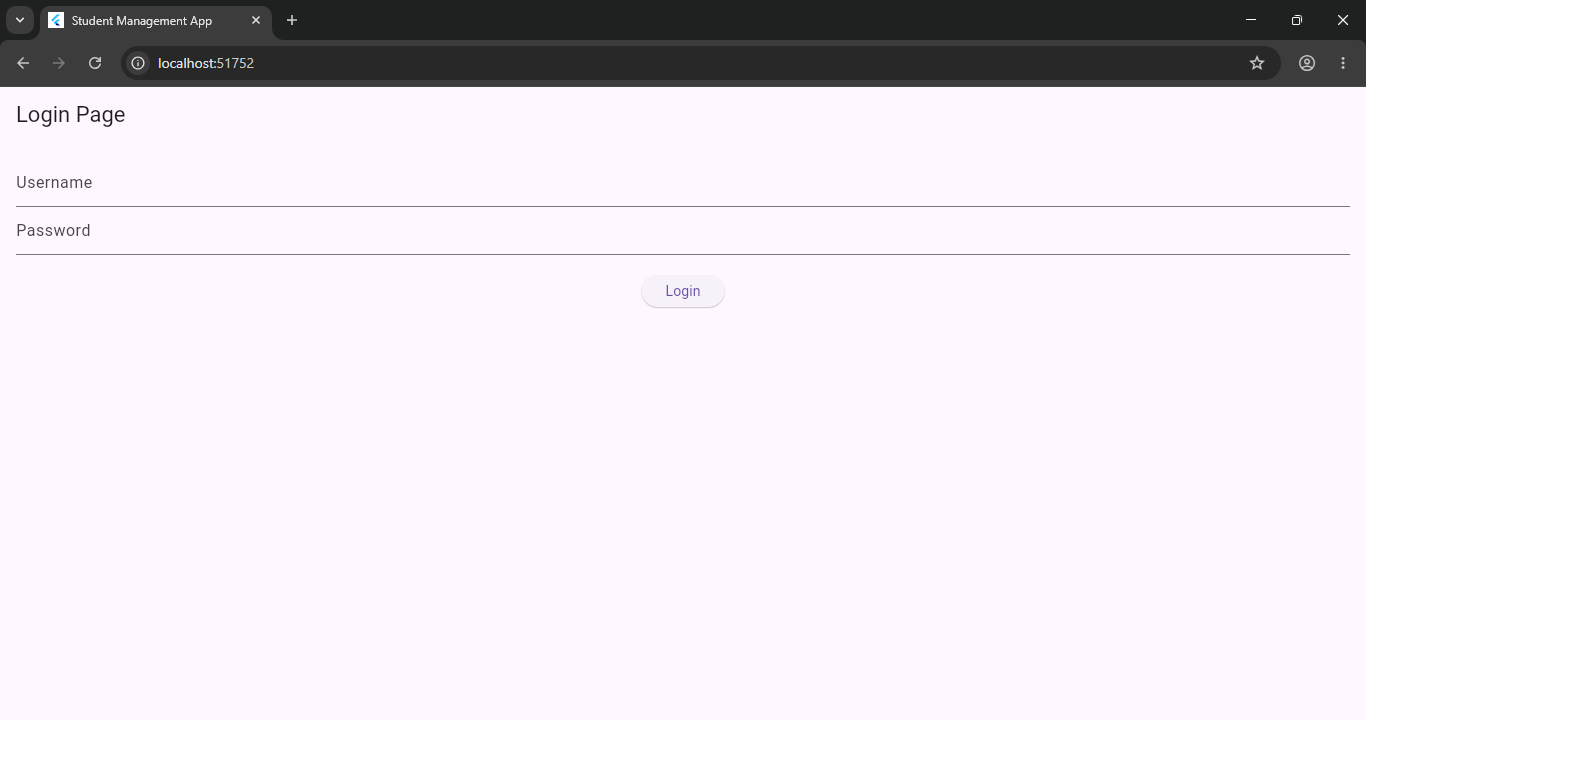 Student Management App
localhost:51752
Login Page
Username
Password
Login